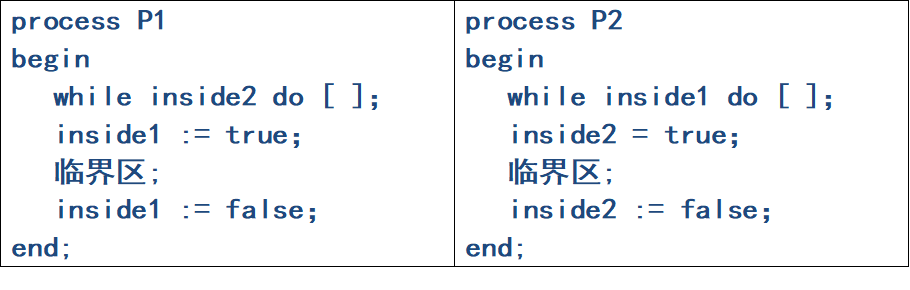 process P1
begin
while inside2 do [ ];
inside1 := true;
临界区;
inside1 := false;
end;
process P2
begin
while inside1 do [ ];
inside2 = true;
临界区;
inside2 := false;
end;